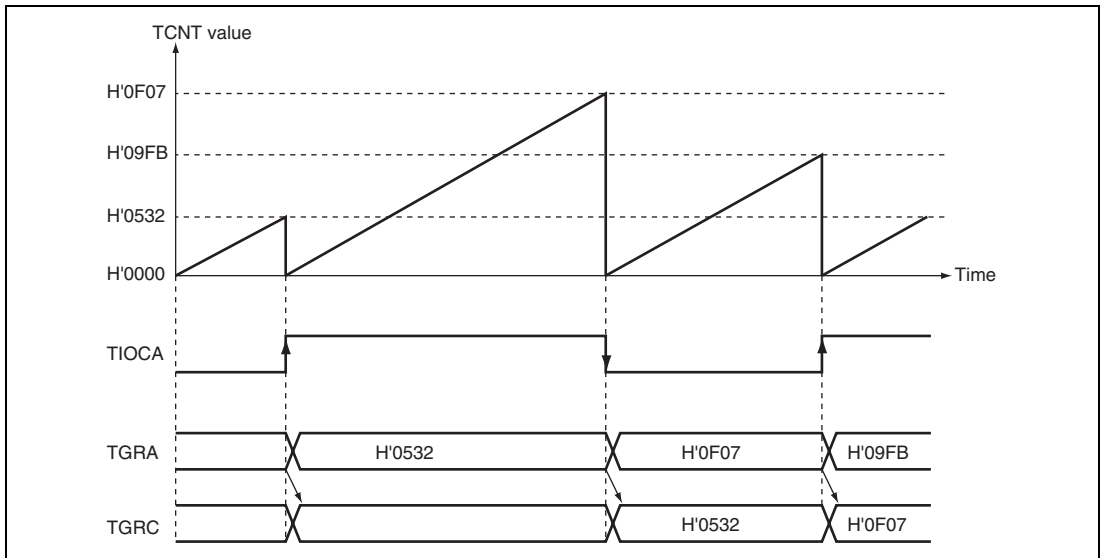 TCNT value
H'0F07
H'09FB
H'0532
H'0000
Time
TIOCA
TGRA H'0532 H'0F07 H'09FB
TGRC H'0532 H'0F07